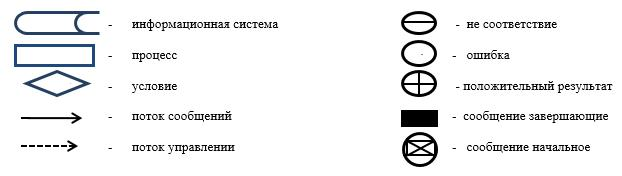 - информационная система
- процесс
- условие
- поток сообщений
- поток управлении
- не соответствие
- ошибка
- положительный результат
- сообщение завершающие
- сообщение начальное